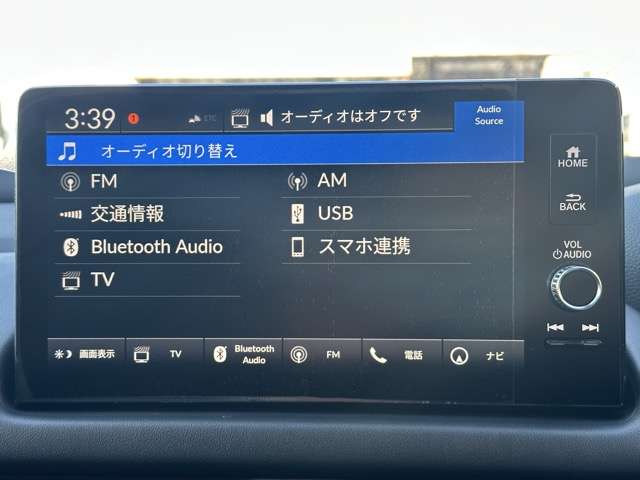 3:39 ETC オーディオはオフです Audio
Source
オーディオ切り替え
FM AM
交通情報 USB
Bluetooth Audio スマホ連携
TV
画面表示 TV Bluetooth
Audio FM 電話 ナビ
HOME
BACK
VOL
AUDIO